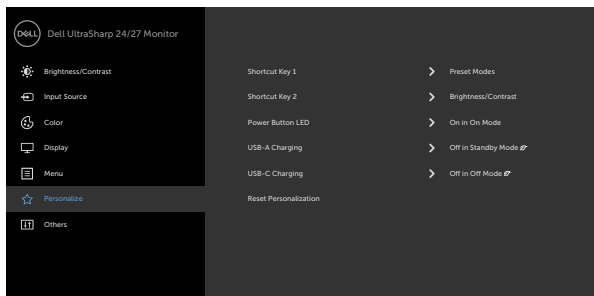 DELL Dell UltraSharp 24/27 Monitor
Brightness/Contrast Shortcut Key 1 Preset Modes
Input Source Shortcut Key 2 Brightness/Contrast
Color Power Button LED On in On Mode
Display USB-A Charging Off in Standby Mode
Menu USB-C Charging Off in Off Mode
Personalize Reset Personalization
Others